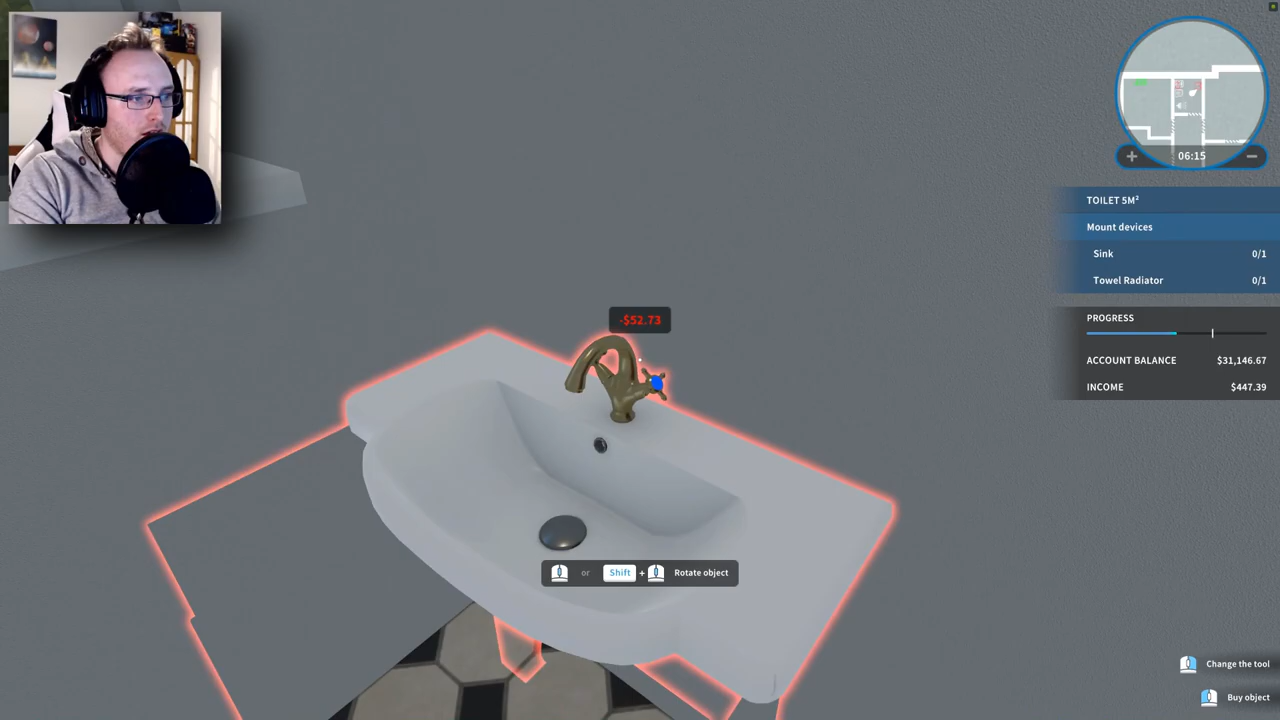 06:15
TOILET 5M²
Mount devices
Sink 0/1
Towel Radiator 0/1
PROGRESS
ACCOUNT BALANCE $31,146.67
INCOME $447.39
-$52.73
or Shift + Rotate object
Change the tool
Buy object